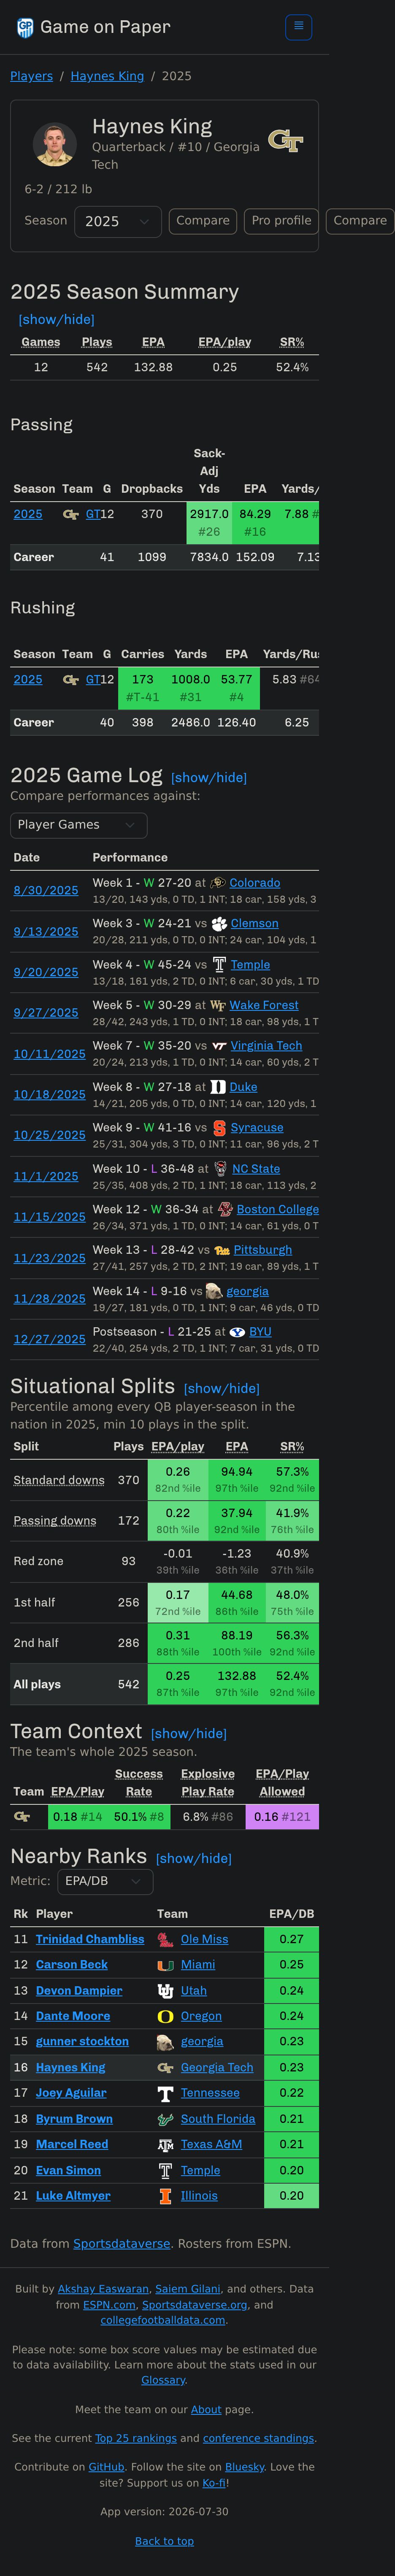 Game on Paper
Players / Haynes King / 2025
Haynes King
Quarterback / #10 / Georgia
Tech
6-2 / 212 lb
Season 2025 Compare Pro profile Compare
2025 Season Summary
[show/hide]
Games Plays EPA EPA/play SR%
12 542 132.88 0.25 52.4%
Passing
Sack-
Adj
Season Team G Dropbacks Yds EPA Yards/
2025 GT 12 370 2917.0 84.29 7.88 #
#26 #16
Career 41 1099 7834.0 152.09 7.13
Rushing
Season Team G Carries Yards EPA Yards/Rus
2025 GT 12 173 1008.0 53.77 5.83 #64
#T-41 #31 #4
Career 40 398 2486.0 126.40 6.25
2025 Game Log [show/hide]
Compare performances against:
Player Games
Date Performance
8/30/2025 Week 1 - W 27-20 at Colorado
13/20, 143 yds, 0 TD, 1 INT; 18 car, 158 yds, 3
9/13/2025 Week 3 - W 24-21 vs Clemson
20/28, 211 yds, 0 TD, 0 INT; 24 car, 104 yds, 1
9/20/2025 Week 4 - W 45-24 vs Temple
13/18, 161 yds, 2 TD, 0 INT; 6 car, 30 yds, 1 TD
9/27/2025 Week 5 - W 30-29 at Wake Forest
28/42, 243 yds, 1 TD, 0 INT; 18 car, 98 yds, 1 T
10/11/2025 Week 7 - W 35-20 vs Virginia Tech
20/24, 213 yds, 1 TD, 0 INT; 14 car, 60 yds, 2 T
10/18/2025 Week 8 - W 27-18 at Duke
14/21, 205 yds, 0 TD, 0 INT; 14 car, 120 yds, 1
10/25/2025 Week 9 - W 41-16 vs Syracuse
25/31, 304 yds, 3 TD, 0 INT; 11 car, 96 yds, 2 T
11/1/2025 Week 10 - L 36-48 at NC State
25/35, 408 yds, 2 TD, 1 INT; 18 car, 113 yds, 2
11/15/2025 Week 12 - W 36-34 at Boston College
26/34, 371 yds, 1 TD, 0 INT; 14 car, 61 yds, 0 T
11/23/2025 Week 13 - L 28-42 vs Pittsburgh
27/41, 257 yds, 2 TD, 2 INT; 19 car, 89 yds, 1 T
11/28/2025 Week 14 - L 9-16 vs georgia
19/27, 181 yds, 0 TD, 1 INT; 9 car, 46 yds, 0 TD
12/27/2025 Postseason - L 21-25 at BYU
22/40, 254 yds, 2 TD, 1 INT; 7 car, 31 yds, 0 TD
Situational Splits [show/hide]
Percentile among every QB player-season in the
nation in 2025, min 10 plays in the split.
Split Plays EPA/play EPA SR%
Standard downs 370 0.26 94.94 57.3%
82nd %ile 97th %ile 92nd %ile
Passing downs 172 0.22 37.94 41.9%
80th %ile 92nd %ile 76th %ile
Red zone 93 -0.01 -1.23 40.9%
39th %ile 36th %ile 37th %ile
1st half 256 0.17 44.68 48.0%
72nd %ile 86th %ile 75th %ile
2nd half 286 0.31 88.19 56.3%
88th %ile 100th %ile 92nd %ile
All plays 542 0.25 132.88 52.4%
87th %ile 97th %ile 92nd %ile
Team Context [show/hide]
The team's whole 2025 season.
Success Explosive EPA/Play
Team EPA/Play Rate Play Rate Allowed
0.18 #14 50.1% #8 6.8% #86 0.16 #121
Nearby Ranks [show/hide]
Metric: EPA/DB
Rk Player Team EPA/DB
11 Trinidad Chambliss Ole Miss 0.27
12 Carson Beck Miami 0.25
13 Devon Dampier Utah 0.24
14 Dante Moore Oregon 0.24
15 gunner stockton georgia 0.23
16 Haynes King Georgia Tech 0.23
17 Joey Aguilar Tennessee 0.22
18 Byrum Brown South Florida 0.21
19 Marcel Reed Texas A&M 0.21
20 Evan Simon Temple 0.20
21 Luke Altmyer Illinois 0.20
Data from Sportsdataverse. Rosters from ESPN.
Built by Akshay Easwaran, Saiem Gilani, and others. Data
from ESPN.com, Sportsdataverse.org, and
collegefootballdata.com.
Please note: some box score values may be estimated due
to data availability. Learn more about the stats used in our
Glossary.
Meet the team on our About page.
See the current Top 25 rankings and conference standings.
Contribute on GitHub. Follow the site on Bluesky. Love the
site? Support us on Ko-fi!
App version: 2026-07-30
Back to top